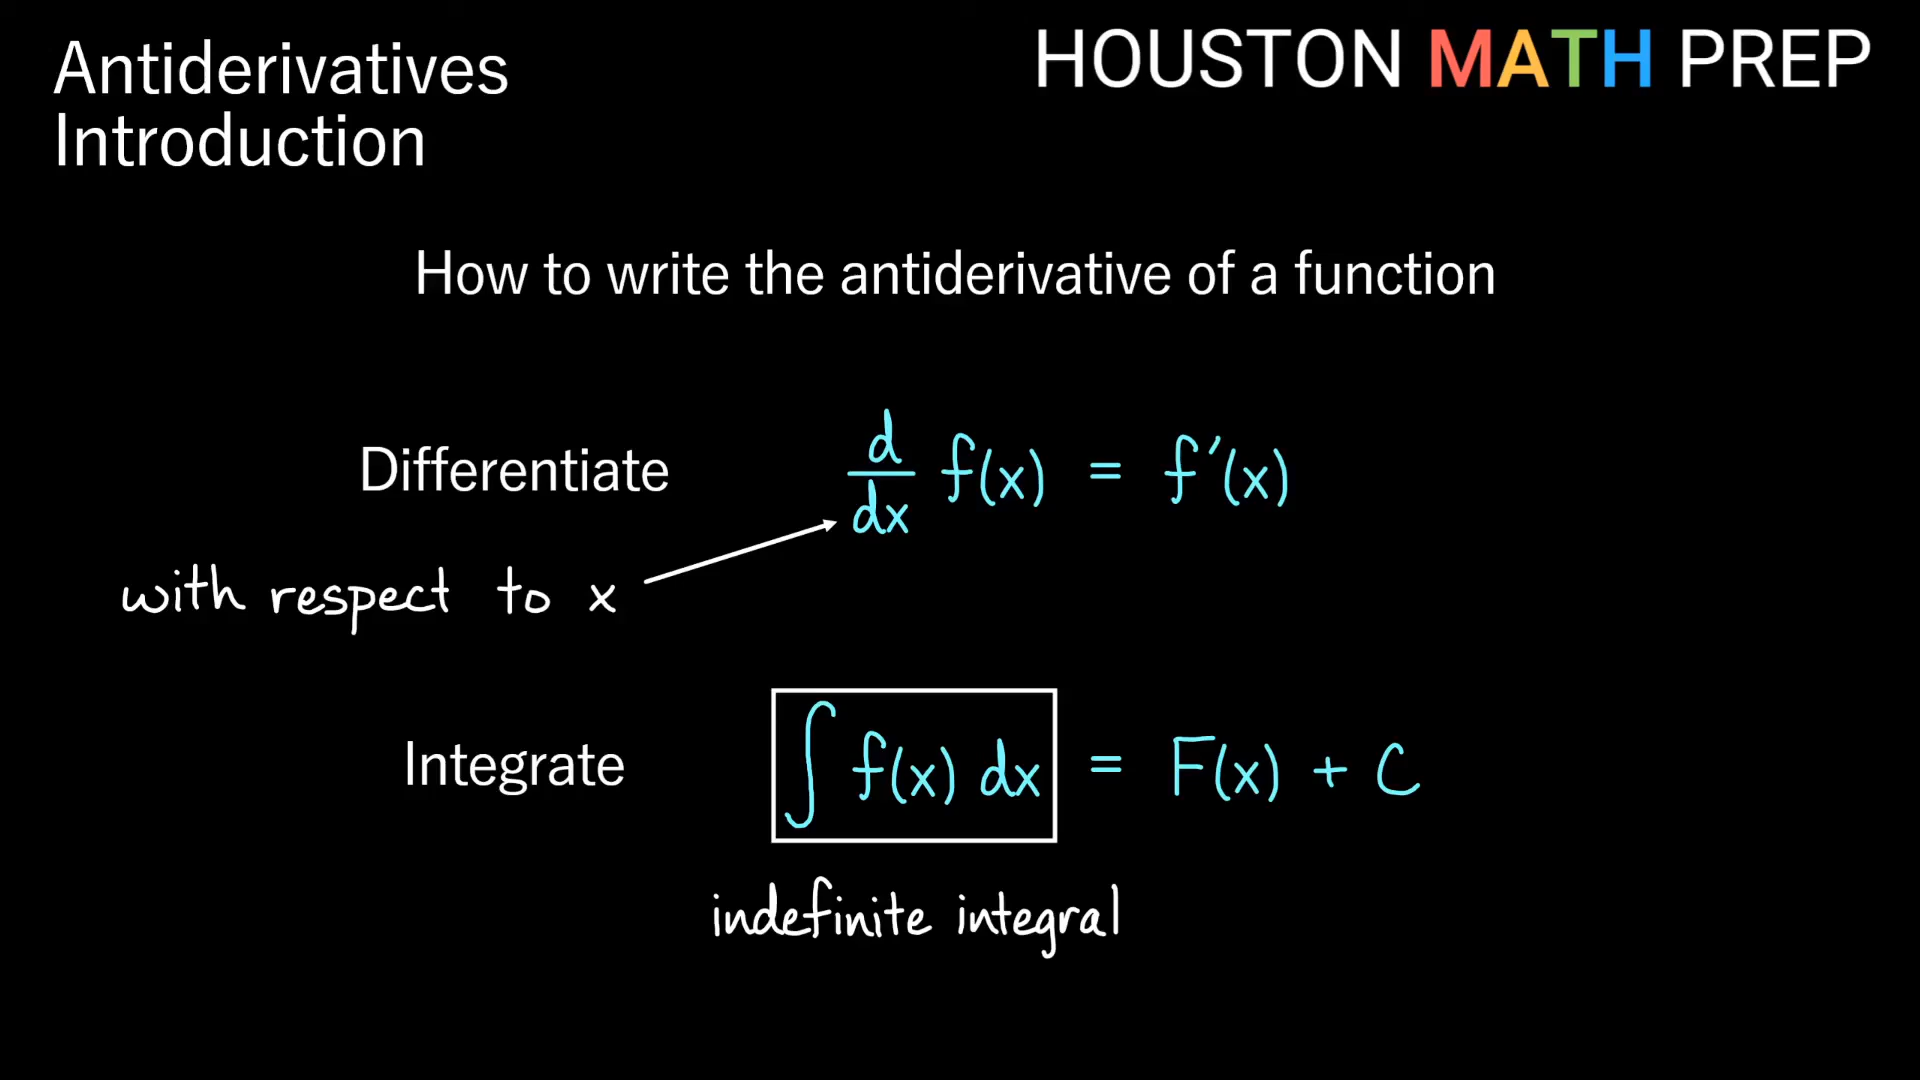 Antiderivatives
Introduction
HOUSTON MATH PREP
How to write the antiderivative of a function
Differentiate d/dx f(x) = f'(x)
with respect to x
Integrate ∫ f(x) dx = F(x) + C
indefinite integral